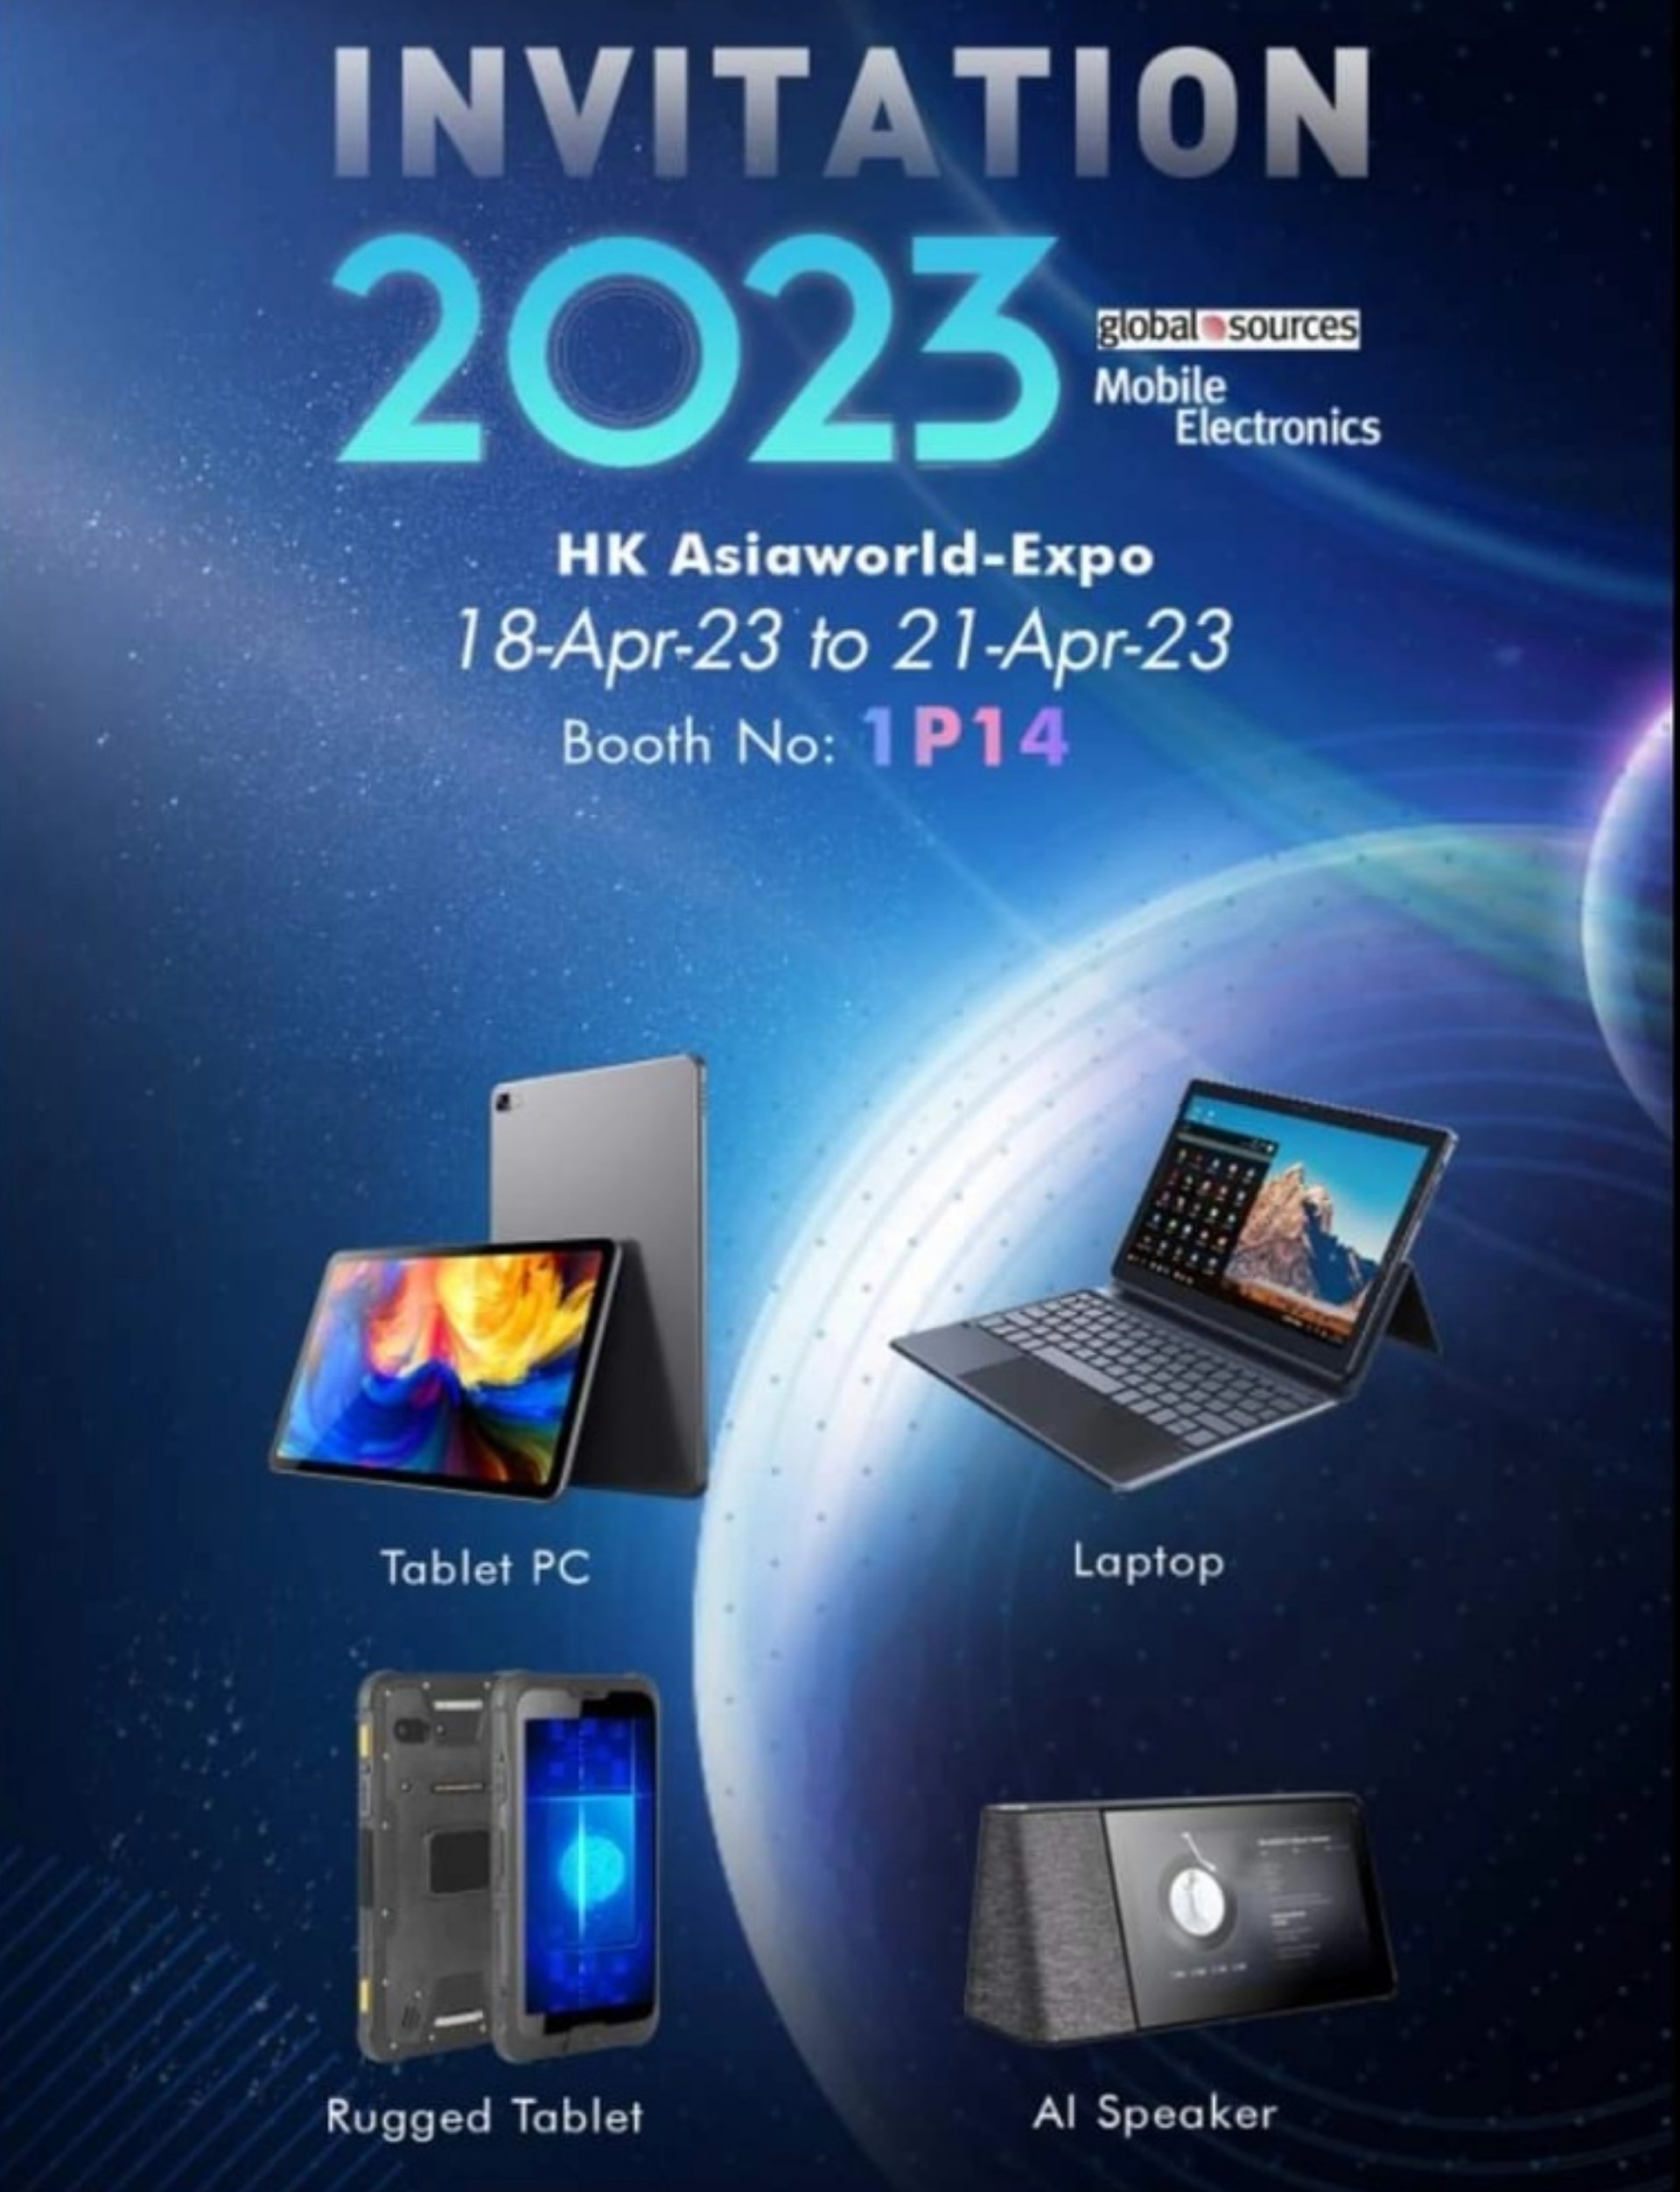 INVITATION
2023
global sources
Mobile
Electronics
HK Asiaworld-Expo
18-Apr-23 to 21-Apr-23
Booth No: 1P14
Tablet PC
Laptop
Rugged Tablet
AI Speaker